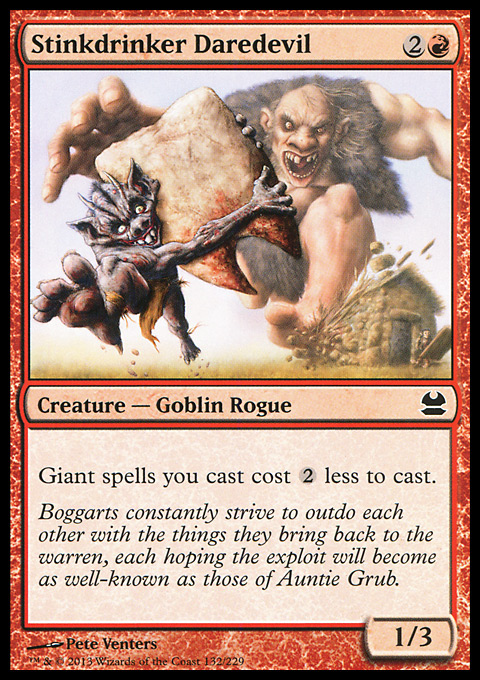 Stinkdrinker Daredevil 2
Creature — Goblin Rogue
Giant spells you cast cost 2 less to cast.
Boggarts constantly strive to outdo each
other with the things they bring back to the
warren, each hoping the exploit will become
as well-known as those of Auntie Grub.
Pete Venters
1/3
™ & © 2013 Wizards of the Coast 132/229